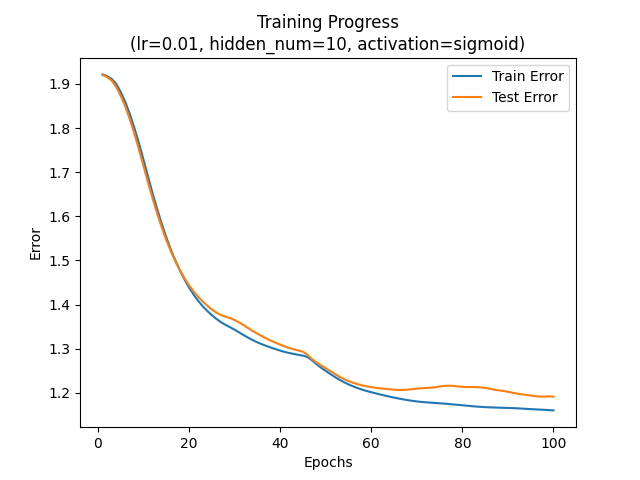 Training Progress
(lr=0.01, hidden_num=10, activation=sigmoid)
Train Error
Test Error
1.9
1.8
1.7
1.6
1.5
1.4
1.3
1.2
Error
0 20 40 60 80 100
Epochs